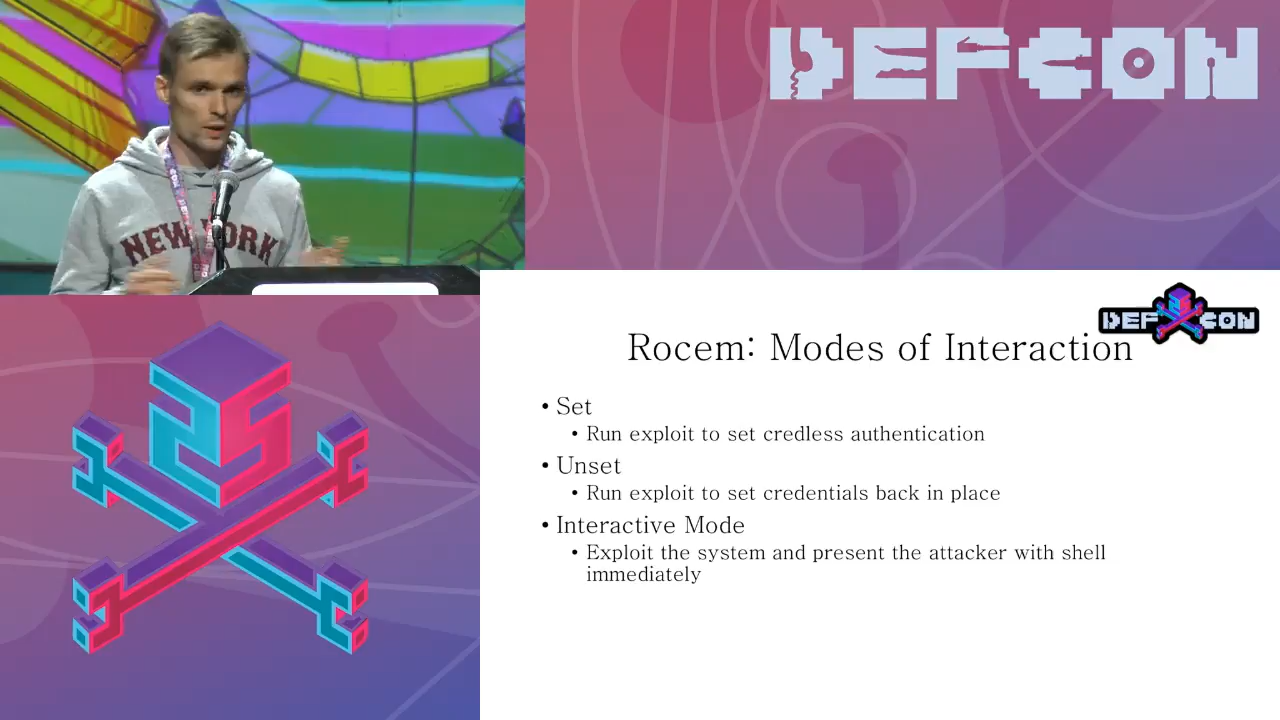 DEFCON
NEW YORK
DEF CON
Rocem: Modes of Interaction
• Set
• Run exploit to set credless authentication
• Unset
• Run exploit to set credentials back in place
• Interactive Mode
• Exploit the system and present the attacker with shell
immediately